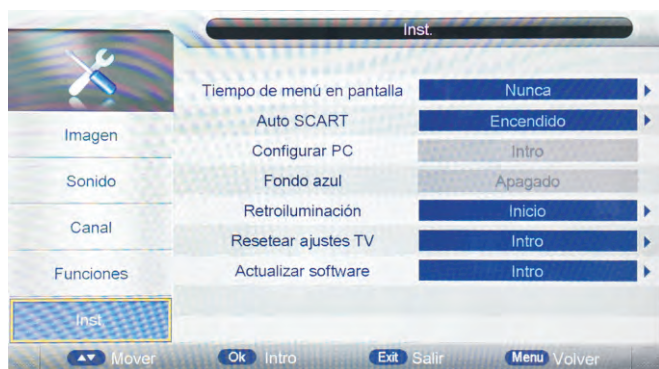 Inst.
Tiempo de menú en pantalla Nunca
Auto SCART Encendido
Imagen
Configurar PC Intro
Sonido
Fondo azul Apagado
Retroiluminación Inicio
Canal
Resetear ajustes TV Intro
Funciones
Actualizar software Intro
Inst.
Mover Ok Intro Exit Salir Menu Volver